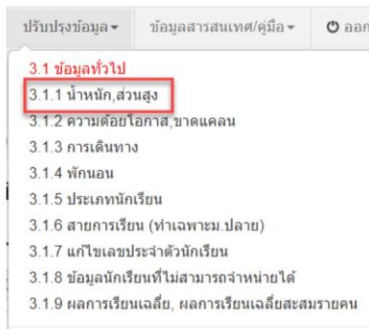 ปรับปรุงข้อมูล ข้อมูลสารสนเทศ/คู่มือ
3.1 ข้อมูลทั่วไป
3.1.1 น้ำหนัก,ส่วนสูง
3.1.2 ความด้อยโอกาส,ขาดแคลน
3.1.3 การเดินทาง
3.1.4 พักนอน
3.1.5 ประเภทนักเรียน
3.1.6 สายการเรียน (ทำเฉพาะม.ปลาย)
3.1.7 แก้ไขเลขประจำตัวนักเรียน
3.1.8 ข้อมูลนักเรียนที่ไม่สามารถจำหน่ายได้
3.1.9 ผลการเรียนเฉลี่ย, ผลการเรียนเฉลี่ยสะสมรายคน